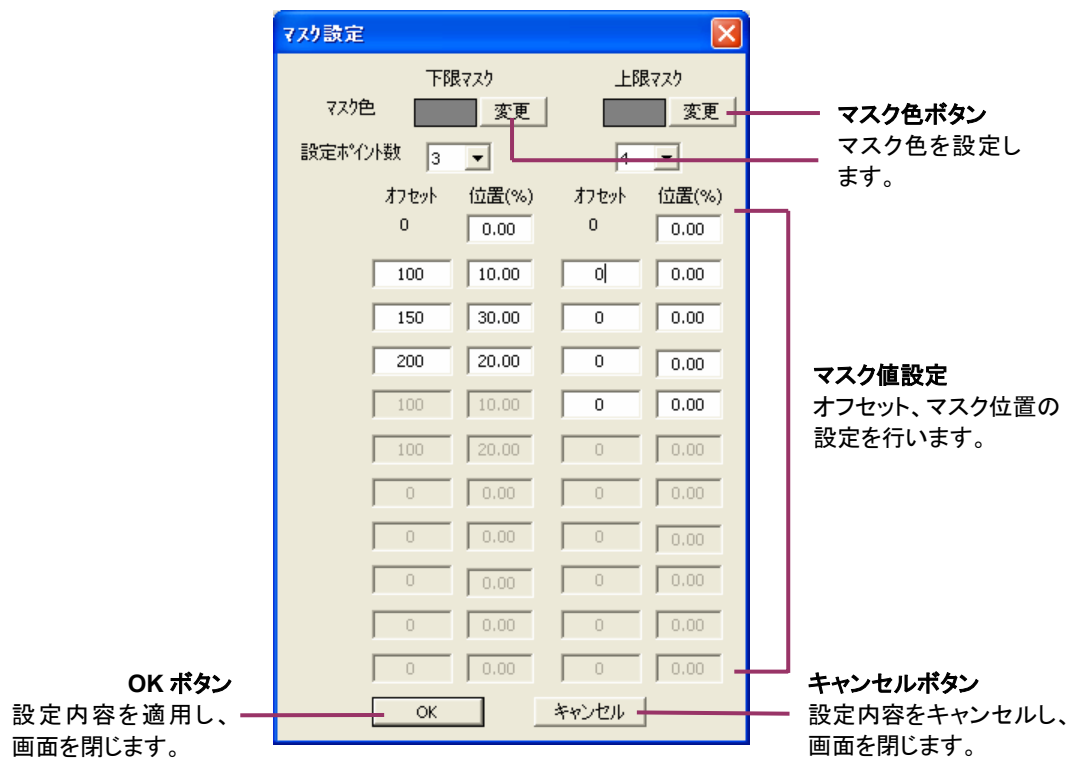 マスク設定
下限マスク 上限マスク
マスク色 変更 変更
設定ポイント数 3 4
オフセット 位置(%) オフセット 位置(%)
0 0.00 0 0.00
100 10.00 0 0.00
150 30.00 0 0.00
200 20.00 0 0.00
100 10.00 0 0.00
100 20.00 0 0.00
0 0.00 0 0.00
0 0.00 0 0.00
0 0.00 0 0.00
0 0.00 0 0.00
0 0.00 0 0.00
OK キャンセル
マスク色ボタン
マスク色を設定し
ます。
マスク値設定
オフセット、マスク位置の
設定を行います。
OK ボタン
設定内容を適用し、
画面を閉じます。
キャンセルボタン
設定内容をキャンセルし、
画面を閉じます。